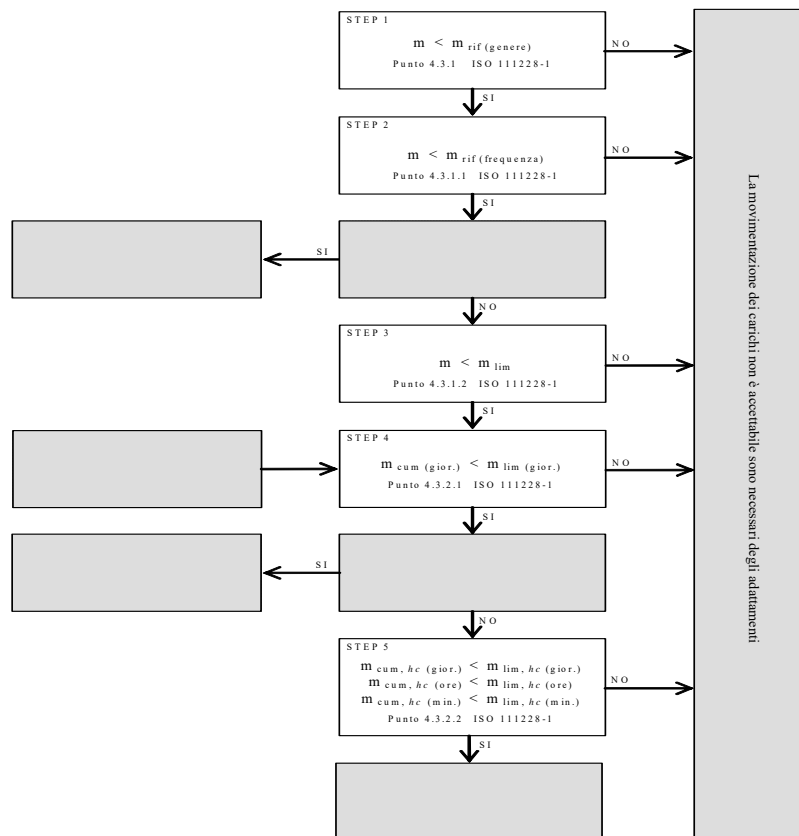 STEP 1
m < m rif (genere)
Punto 4.3.1 ISO 111228-1
NO
SI
STEP 2
m < m rif (frequenza)
Punto 4.3.1.1 ISO 111228-1
NO
SI
SI
NO
STEP 3
m < m lim
Punto 4.3.1.2 ISO 111228-1
NO
SI
STEP 4
m cum (gior.) < m lim (gior.)
Punto 4.3.2.1 ISO 111228-1
NO
SI
SI
NO
STEP 5
m cum, hc (gior.) < m lim, hc (gior.)
m cum, hc (ore) < m lim, hc (ore)
m cum, hc (min.) < m lim, hc (min.)
Punto 4.3.2.2 ISO 111228-1
NO
SI
La movimentazione dei carichi non è accettabile sono necessari degli adattamenti